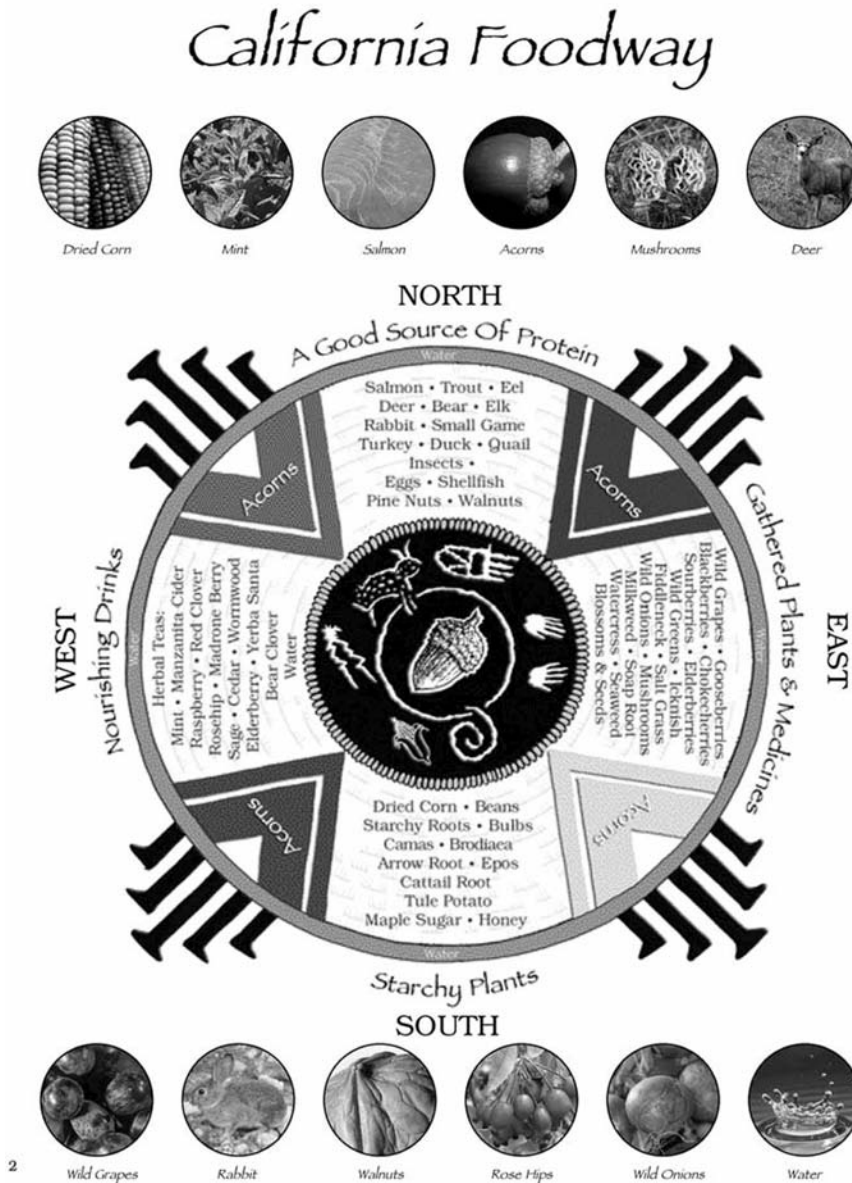 California Foodway
Dried Corn
Mint
Salmon
Acorns
Mushrooms
Deer
NORTH
A Good Source Of Protein
Water
Salmon • Trout • Eel
Deer • Bear • Elk
Rabbit • Small Game
Turkey • Duck • Quail
Insects •
Eggs • Shellfish
Pine Nuts • Walnuts
Acorns
Acorns
WEST
Nourishing Drinks
Water
Herbal Teas:
Mint • Manzanita Cider
Raspberry • Red Clover
Rosehip • Madrone Berry
Sage • Cedar • Wormwood
Elderberry • Yerba Santa
Bear Clover
Water
EAST
Gathered Plants & Medicines
Water
Wild Grapes • Gooseberries
Blackberries • Chokecherries
Sourberries • Elderberries
Wild Greens • Icknish
Fiddleneck • Salt Grass
Wild Onions • Mushrooms
Milkweed • Soap Root
Watercress • Seaweed
Blossoms & Seeds
Acorns
Acorns
Dried Corn • Beans
Starchy Roots • Bulbs
Camas • Brodiaea
Arrow Root • Epos
Cattail Root
Tule Potato
Maple Sugar • Honey
Water
Starchy Plants
SOUTH
Wild Grapes
Rabbit
Walnuts
Rose Hips
Wild Onions
Water
2